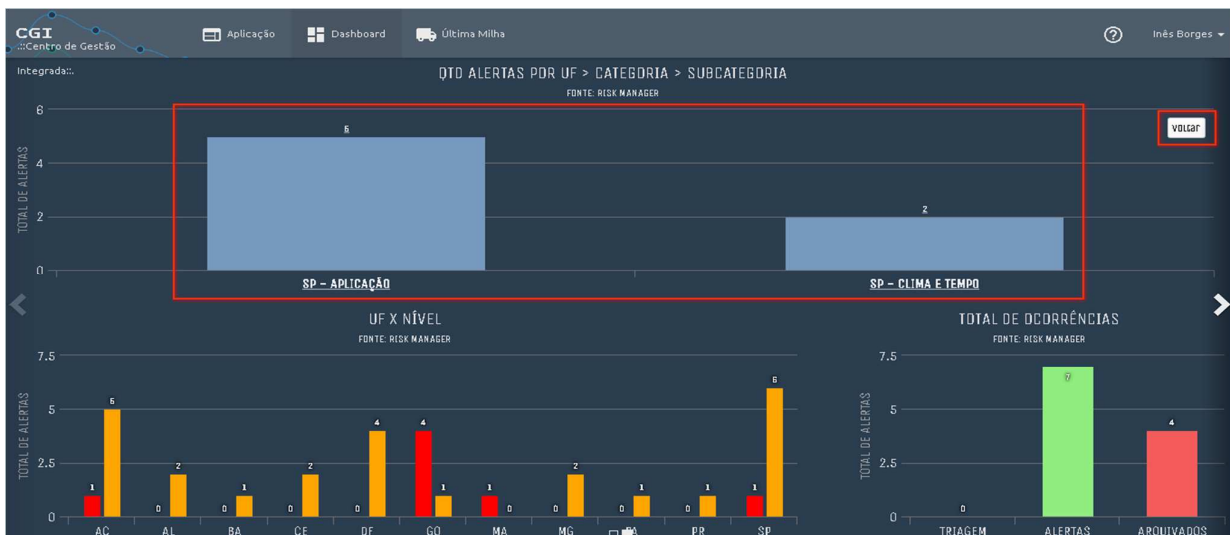 CGI
.::Centro de Gestão
Integrada::.
Aplicação
Dashboard
Última Milha
?
Inês Borges
QTD ALERTAS POR UF > CATEGORIA > SUBCATEGORIA
FONTE: RISK MANAGER
voltar
TOTAL DE ALERTAS
6
4
2
0
5
2
SP - APLICAÇÃO
SP - CLIMA E TEMPO
UF X NÍVEL
FONTE: RISK MANAGER
TOTAL DE ALERTAS
7.5
5
2.5
0
1 5
0 2
0 1
0 2
0 4
4 1
1 0
0 2
0 1
0 1
1 6
AC AL BA CE DF GO MA MG PR SP
TOTAL DE OCORRÊNCIAS
FONTE: RISK MANAGER
TOTAL DE ALERTAS
7.5
5
2.5
0
0
7
4
TRIAGEM ALERTAS ARQUIVADOS